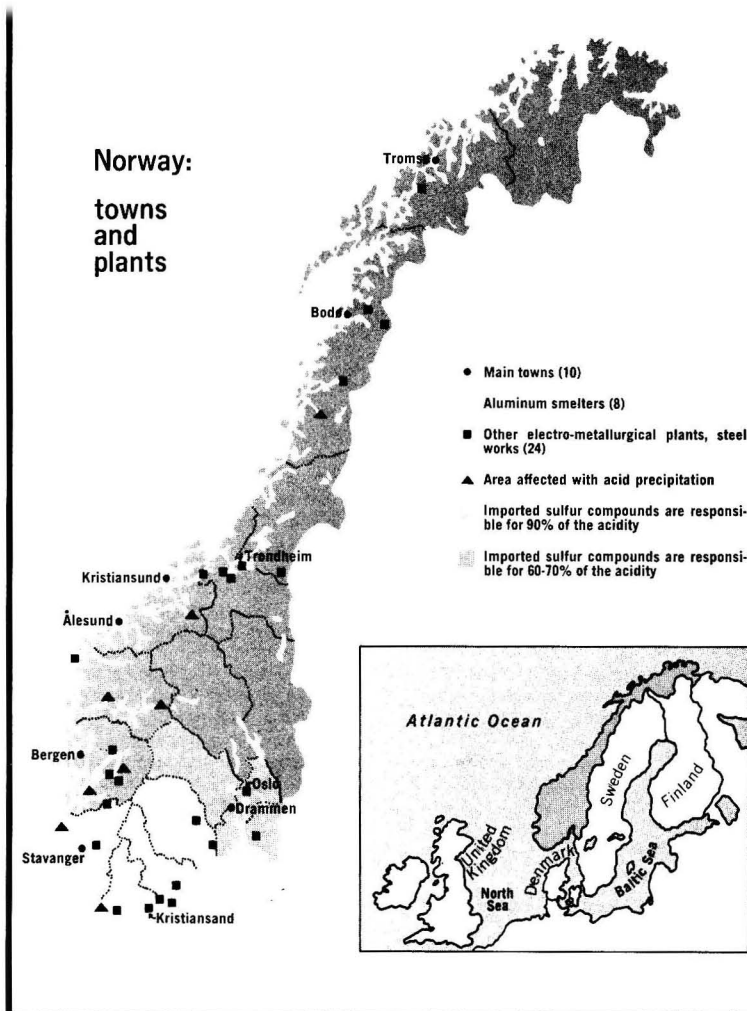 Norway:
towns
and
plants
Tromsø
Bodø
Trondheim
Kristiansund
Ålesund
Bergen
Oslo
Drammen
Stavanger
Kristiansand
Main towns (10)
Aluminum smelters (8)
Other electro-metallurgical plants, steel
works (24)
Area affected with acid precipitation
Imported sulfur compounds are responsi-
ble for 90% of the acidity
Imported sulfur compounds are responsi-
ble for 60-70% of the acidity
Atlantic Ocean
Sweden
Finland
United
Kingdom
Denmark
North
Sea
Baltic Sea